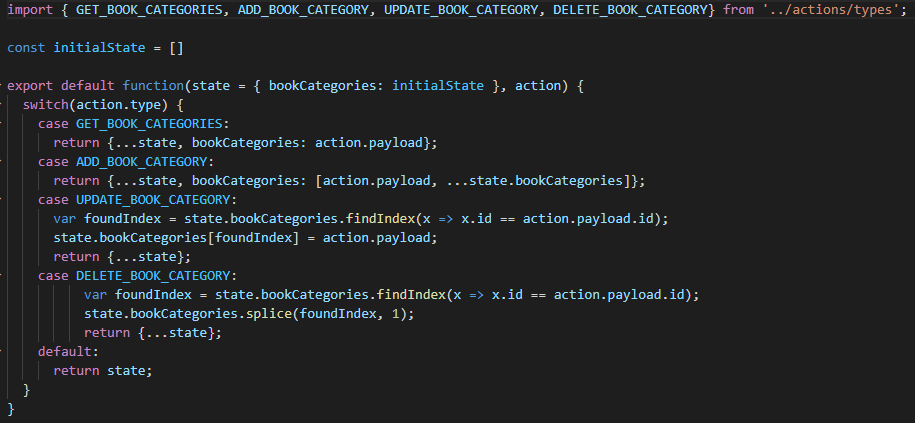 import { GET_BOOK_CATEGORIES, ADD_BOOK_CATEGORY, UPDATE_BOOK_CATEGORY, DELETE_BOOK_CATEGORY} from '../actions/types';
const initialState = []
export default function(state = { bookCategories: initialState }, action) {
switch(action.type) {
case GET_BOOK_CATEGORIES:
return {...state, bookCategories: action.payload};
case ADD_BOOK_CATEGORY:
return {...state, bookCategories: [action.payload, ...state.bookCategories]};
case UPDATE_BOOK_CATEGORY:
var foundIndex = state.bookCategories.findIndex(x => x.id == action.payload.id);
state.bookCategories[foundIndex] = action.payload;
return {...state};
case DELETE_BOOK_CATEGORY:
var foundIndex = state.bookCategories.findIndex(x => x.id == action.payload.id);
state.bookCategories.splice(foundIndex, 1);
return {...state};
default:
return state;
}
}